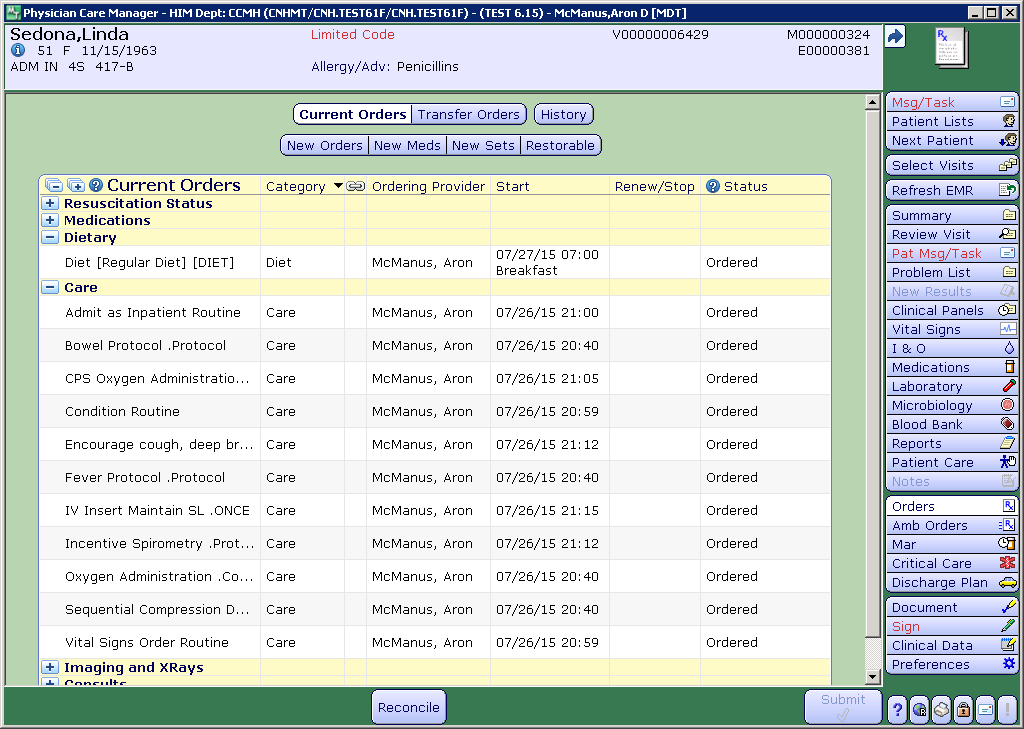 Physician Care Manager - HIM Dept: CCMH (CNHMT/CNH.TEST61F/CNH.TEST61F) - (TEST 6.15) - McManus,Aron D [MDT]
Sedona,Linda
Limited Code
V00000006429
M000000324
51 F 11/15/1963
E00000381
ADM IN 4S 417-B
Allergy/Adv: Penicillins
Current Orders Transfer Orders History
New Orders New Meds New Sets Restorable
Current Orders Category Ordering Provider Start Renew/Stop Status
Resuscitation Status
Medications
Dietary
Diet [Regular Diet] [DIET] Diet McManus, Aron 07/27/15 07:00 Ordered
Breakfast
Care
Admit as Inpatient Routine Care McManus, Aron 07/26/15 21:00 Ordered
Bowel Protocol .Protocol Care McManus, Aron 07/26/15 20:40 Ordered
CPS Oxygen Administratio... Care McManus, Aron 07/26/15 21:05 Ordered
Condition Routine Care McManus, Aron 07/26/15 20:59 Ordered
Encourage cough, deep br... Care McManus, Aron 07/26/15 21:12 Ordered
Fever Protocol .Protocol Care McManus, Aron 07/26/15 20:40 Ordered
IV Insert Maintain SL .ONCE Care McManus, Aron 07/26/15 21:15 Ordered
Incentive Spirometry .Prot... Care McManus, Aron 07/26/15 21:12 Ordered
Oxygen Administration .Co... Care McManus, Aron 07/26/15 20:40 Ordered
Sequential Compression D... Care McManus, Aron 07/26/15 20:40 Ordered
Vital Signs Order Routine Care McManus, Aron 07/26/15 20:59 Ordered
Imaging and XRays
Consults
Reconcile
Submit
Rx
Msg/Task
Patient Lists
Next Patient
Select Visits
Refresh EMR
Summary
Review Visit
Pat Msg/Task
Problem List
New Results
Clinical Panels
Vital Signs
I & O
Medications
Laboratory
Microbiology
Blood Bank
Reports
Patient Care
Notes
Orders
Amb Orders
Mar
Critical Care
Discharge Plan
Document
Sign
Clinical Data
Preferences